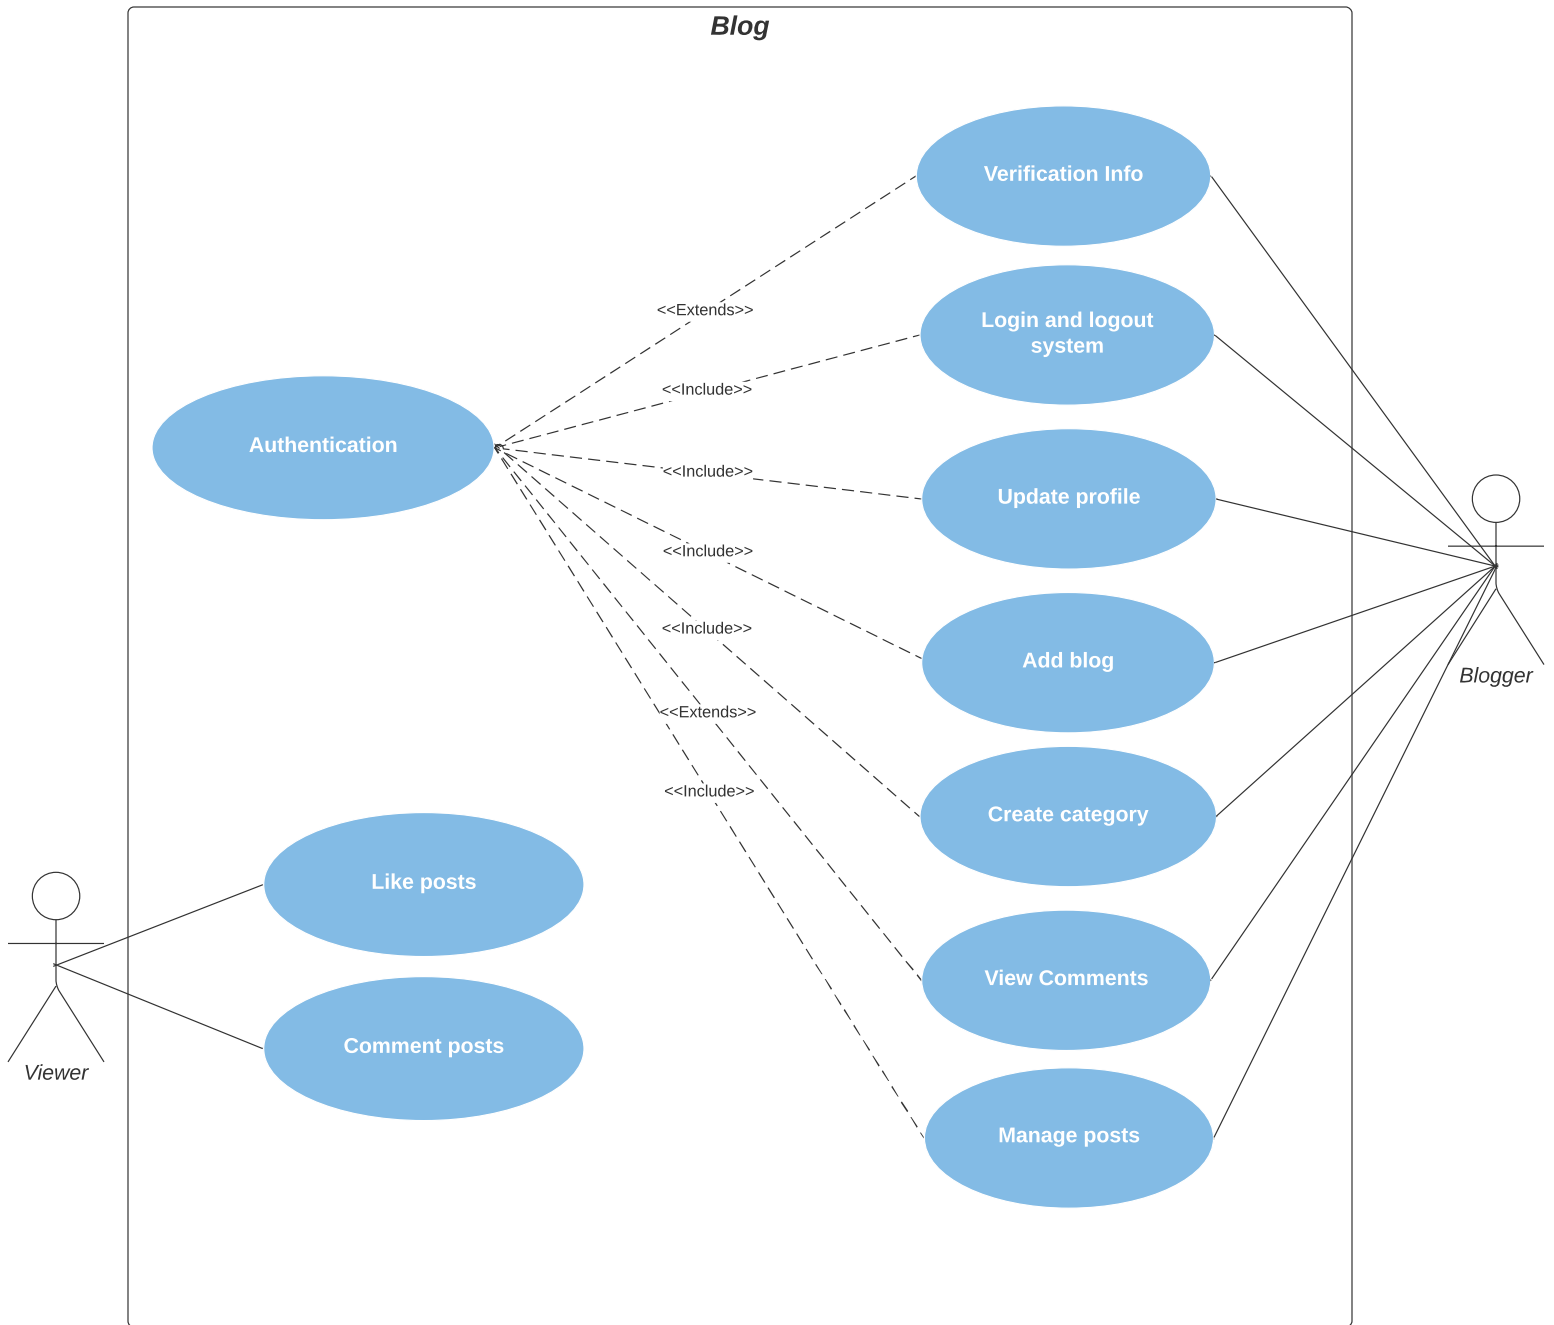 Blog
Verification Info
<<Extends>>
Login and logout
system
<<Include>>
Authentication
<<Include>>
Update profile
<<Include>>
Add blog
<<Include>>
Blogger
<<Extends>>
Create category
<<Include>>
Like posts
View Comments
Comment posts
Viewer
Manage posts